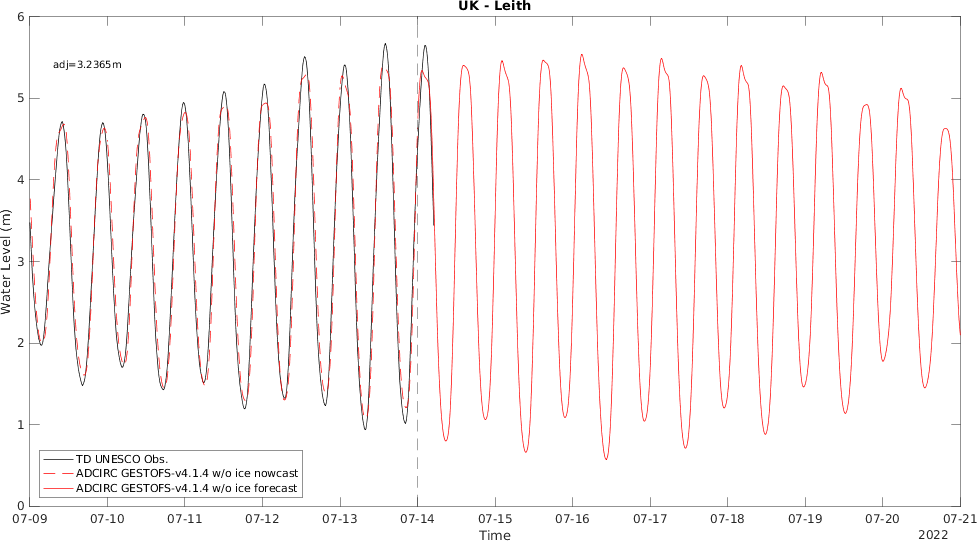 UK - Leith
6
adj=3.2365m
5
4
3
2
1
0
Water Level (m)
TD UNESCO Obs.
ADCIRC GESTOFS-v4.1.4 w/o ice nowcast
ADCIRC GESTOFS-v4.1.4 w/o ice forecast
07-09 07-10 07-11 07-12 07-13 07-14 07-15 07-16 07-17 07-18 07-19 07-20 07-21
Time
2022